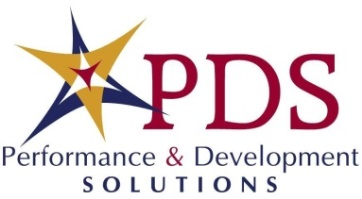 PDS
Performance & Development
SOLUTIONS